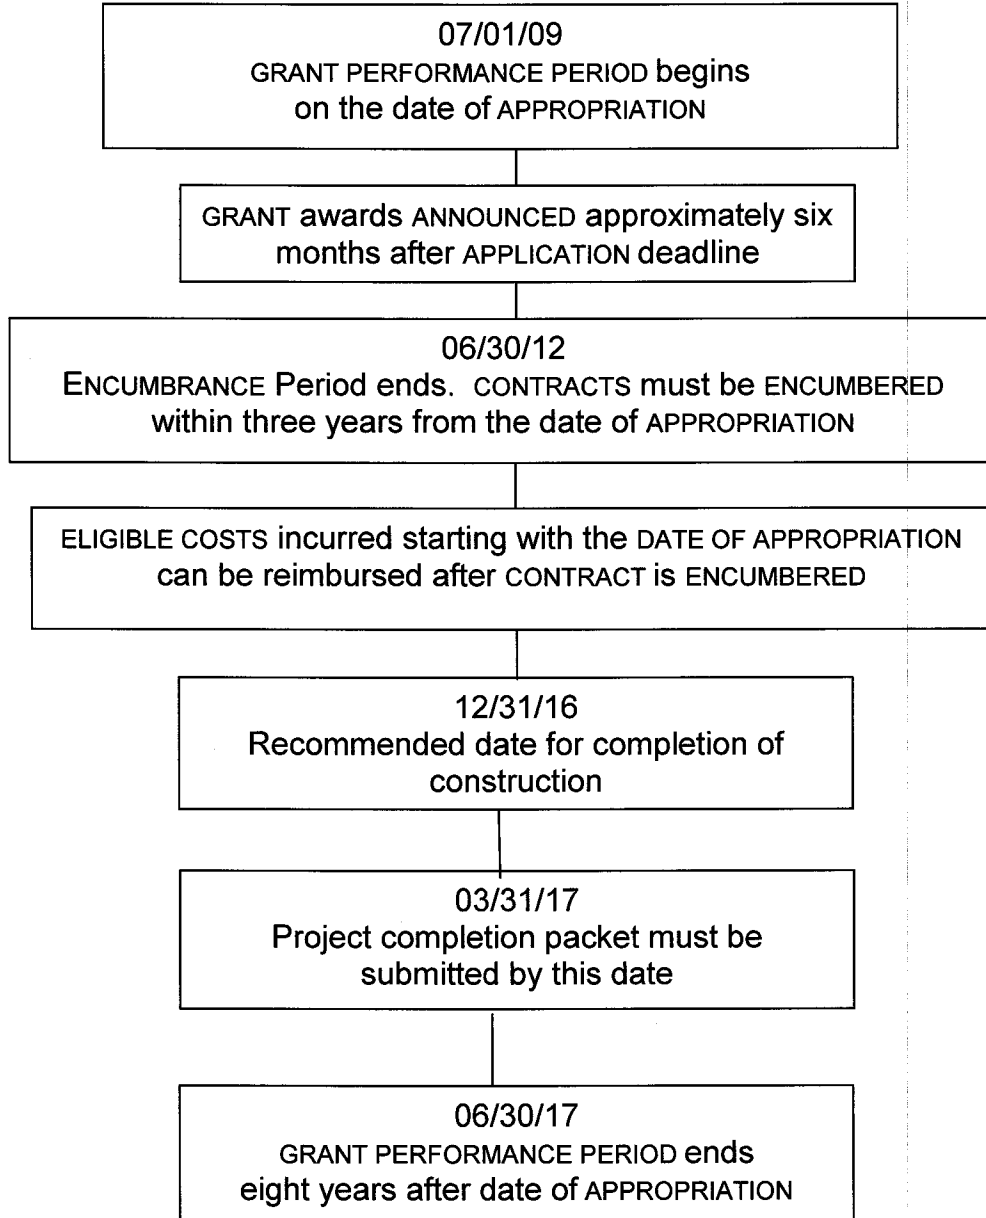 07/01/09
GRANT PERFORMANCE PERIOD begins
on the date of APPROPRIATION
GRANT awards ANNOUNCED approximately six
months after APPLICATION deadline
06/30/12
ENCUMBRANCE Period ends. CONTRACTS must be ENCUMBERED
within three years from the date of APPROPRIATION
ELIGIBLE COSTS incurred starting with the DATE OF APPROPRIATION
can be reimbursed after CONTRACT is ENCUMBERED
12/31/16
Recommended date for completion of
construction
03/31/17
Project completion packet must be
submitted by this date
06/30/17
GRANT PERFORMANCE PERIOD ends
eight years after date of APPROPRIATION